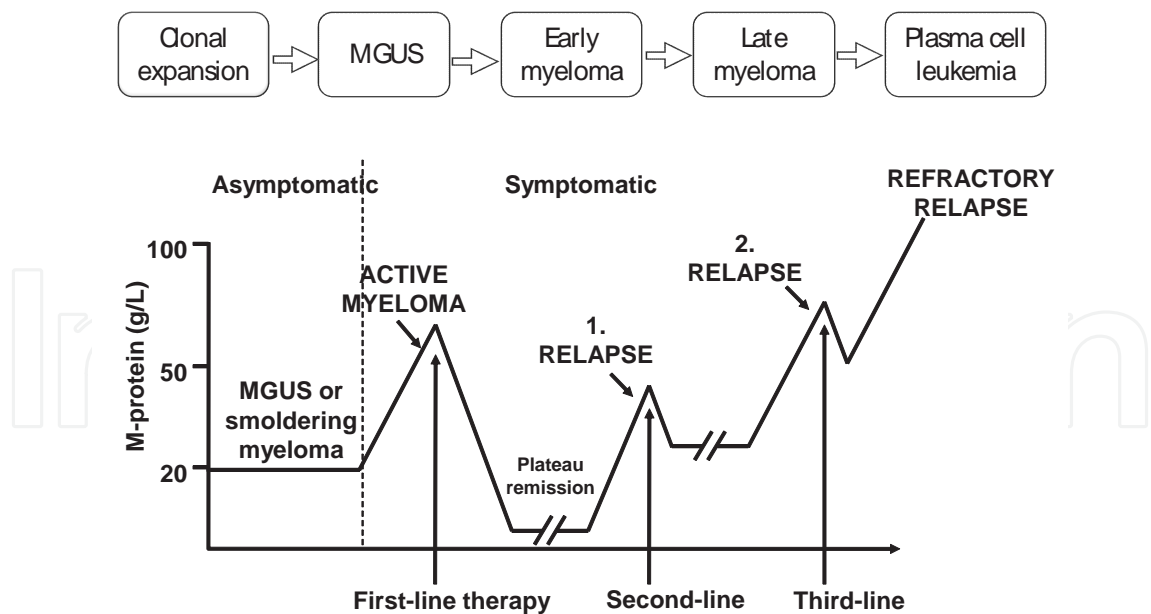 Clonal
expansion
MGUS
Early
myeloma
Late
myeloma
Plasma cell
leukemia
Asymptomatic
Symptomatic
REFRACTORY
RELAPSE
M-protein (g/L)
100
50
20
ACTIVE
MYELOMA
MGUS or
smoldering
myeloma
Plateau
remission
1.
RELAPSE
2.
RELAPSE
First-line therapy
Second-line
Third-line